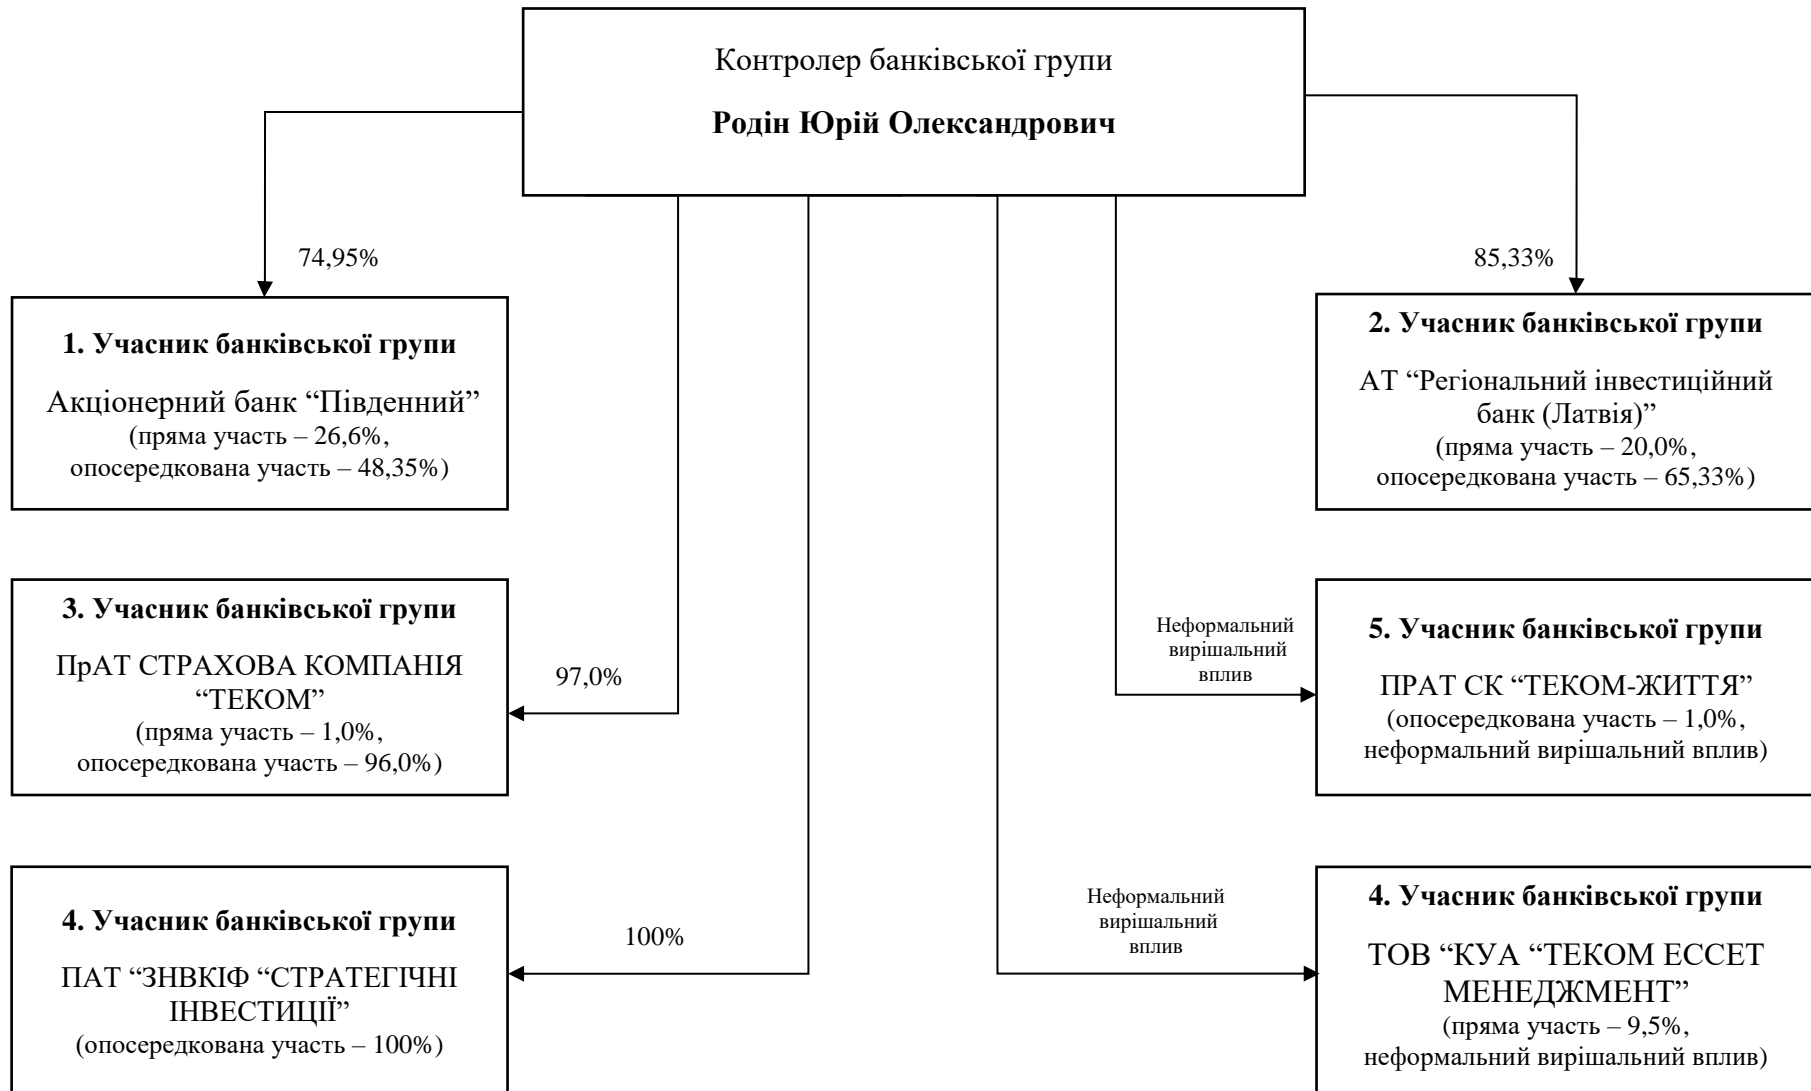 Контролер банківської групи
Родін Юрій Олександрович
74,95%
85,33%
1. Учасник банківської групи
Акціонерний банк “Південний”
(пряма участь – 26,6%,
опосередкована участь – 48,35%)
2. Учасник банківської групи
АТ “Регіональний інвестиційний
банк (Латвія)”
(пряма участь – 20,0%,
опосередкована участь – 65,33%)
3. Учасник банківської групи
ПрАТ СТРАХОВА КОМПАНІЯ
“ТЕКОМ”
(пряма участь – 1,0%,
опосередкована участь – 96,0%)
97,0%
Неформальний
вирішальний
вплив
5. Учасник банківської групи
ПРАТ СК “ТЕКОМ-ЖИТТЯ”
(опосередкована участь – 1,0%,
неформальний вирішальний вплив)
4. Учасник банківської групи
ПАТ “ЗНВКІФ “СТРАТЕГІЧНІ
ІНВЕСТИЦІЇ”
(опосередкована участь – 100%)
100%
Неформальний
вирішальний
вплив
4. Учасник банківської групи
ТОВ “КУА “ТЕКОМ ЕССЕТ
МЕНЕДЖМЕНТ”
(пряма участь – 9,5%,
неформальний вирішальний вплив)